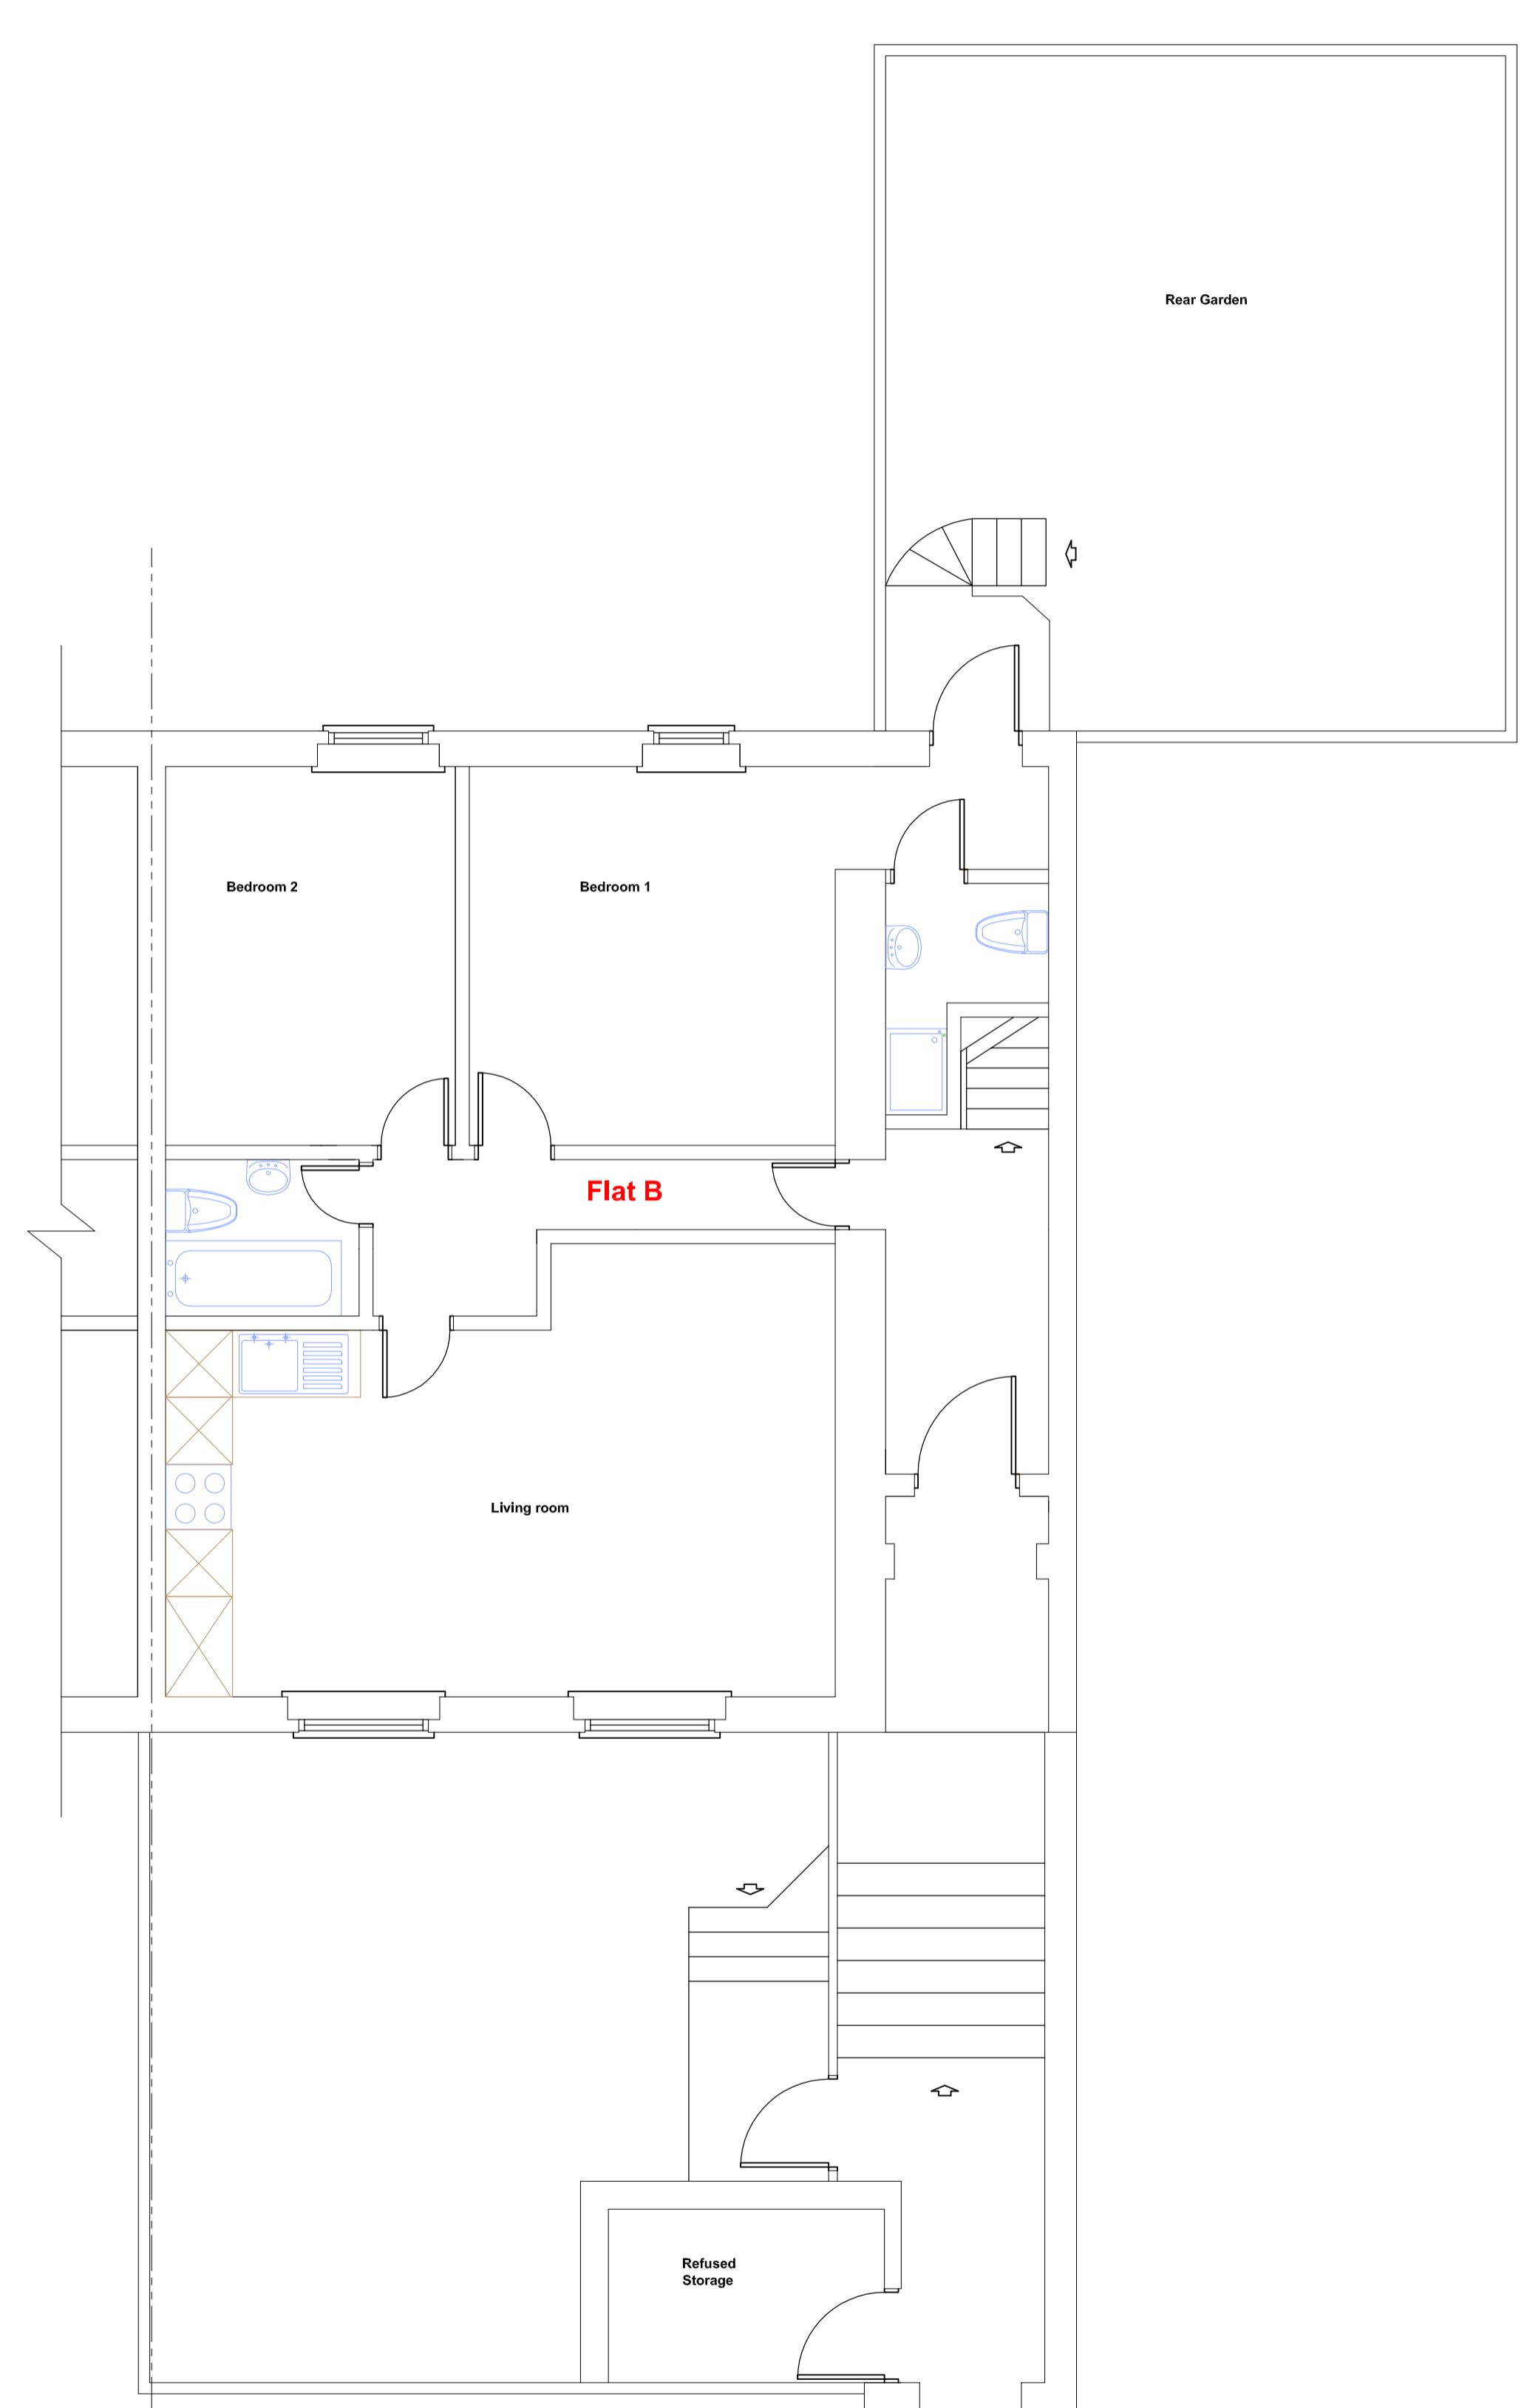 Rear Garden
Bedroom 2
Bedroom 1
Flat B
Living room
Refused
Storage